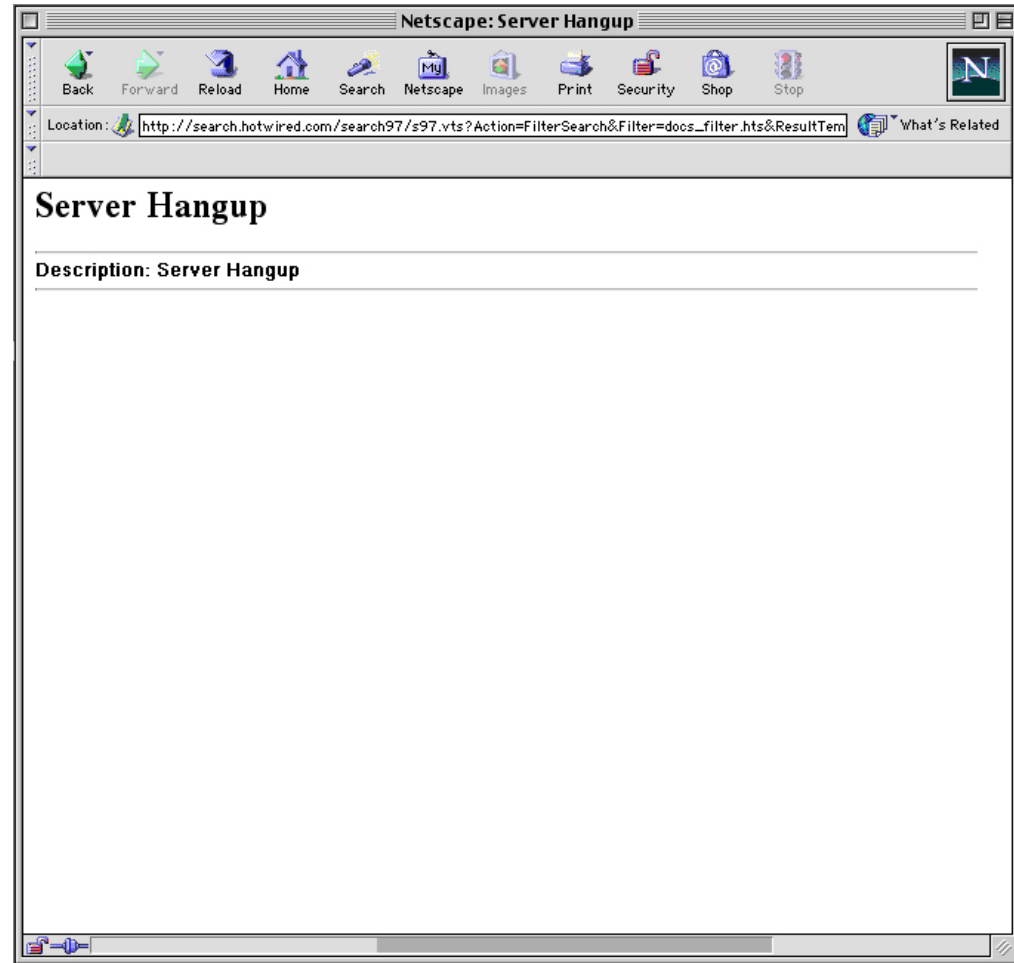 Netscape: Server Hangup
Back Forward Reload Home Search My Netscape Images Print Security Shop Stop N
Location: http://search.hotwired.com/search97/s97.vts?Action=FilterSearch&Filter=docs_filter.hts&ResultTem What's Related
Server Hangup
Description: Server Hangup